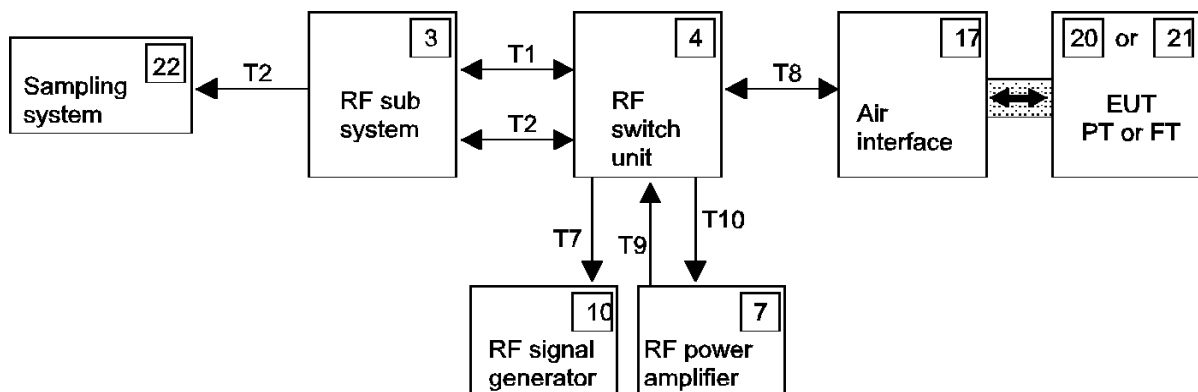 22
Sampling
system
T2
3
RF sub
system
T1
T2
4
RF
switch
unit
T8
17
Air
interface
20 or 21
EUT
PT or FT
T7
T9
T10
10
RF signal
generator
7
RF power
amplifier